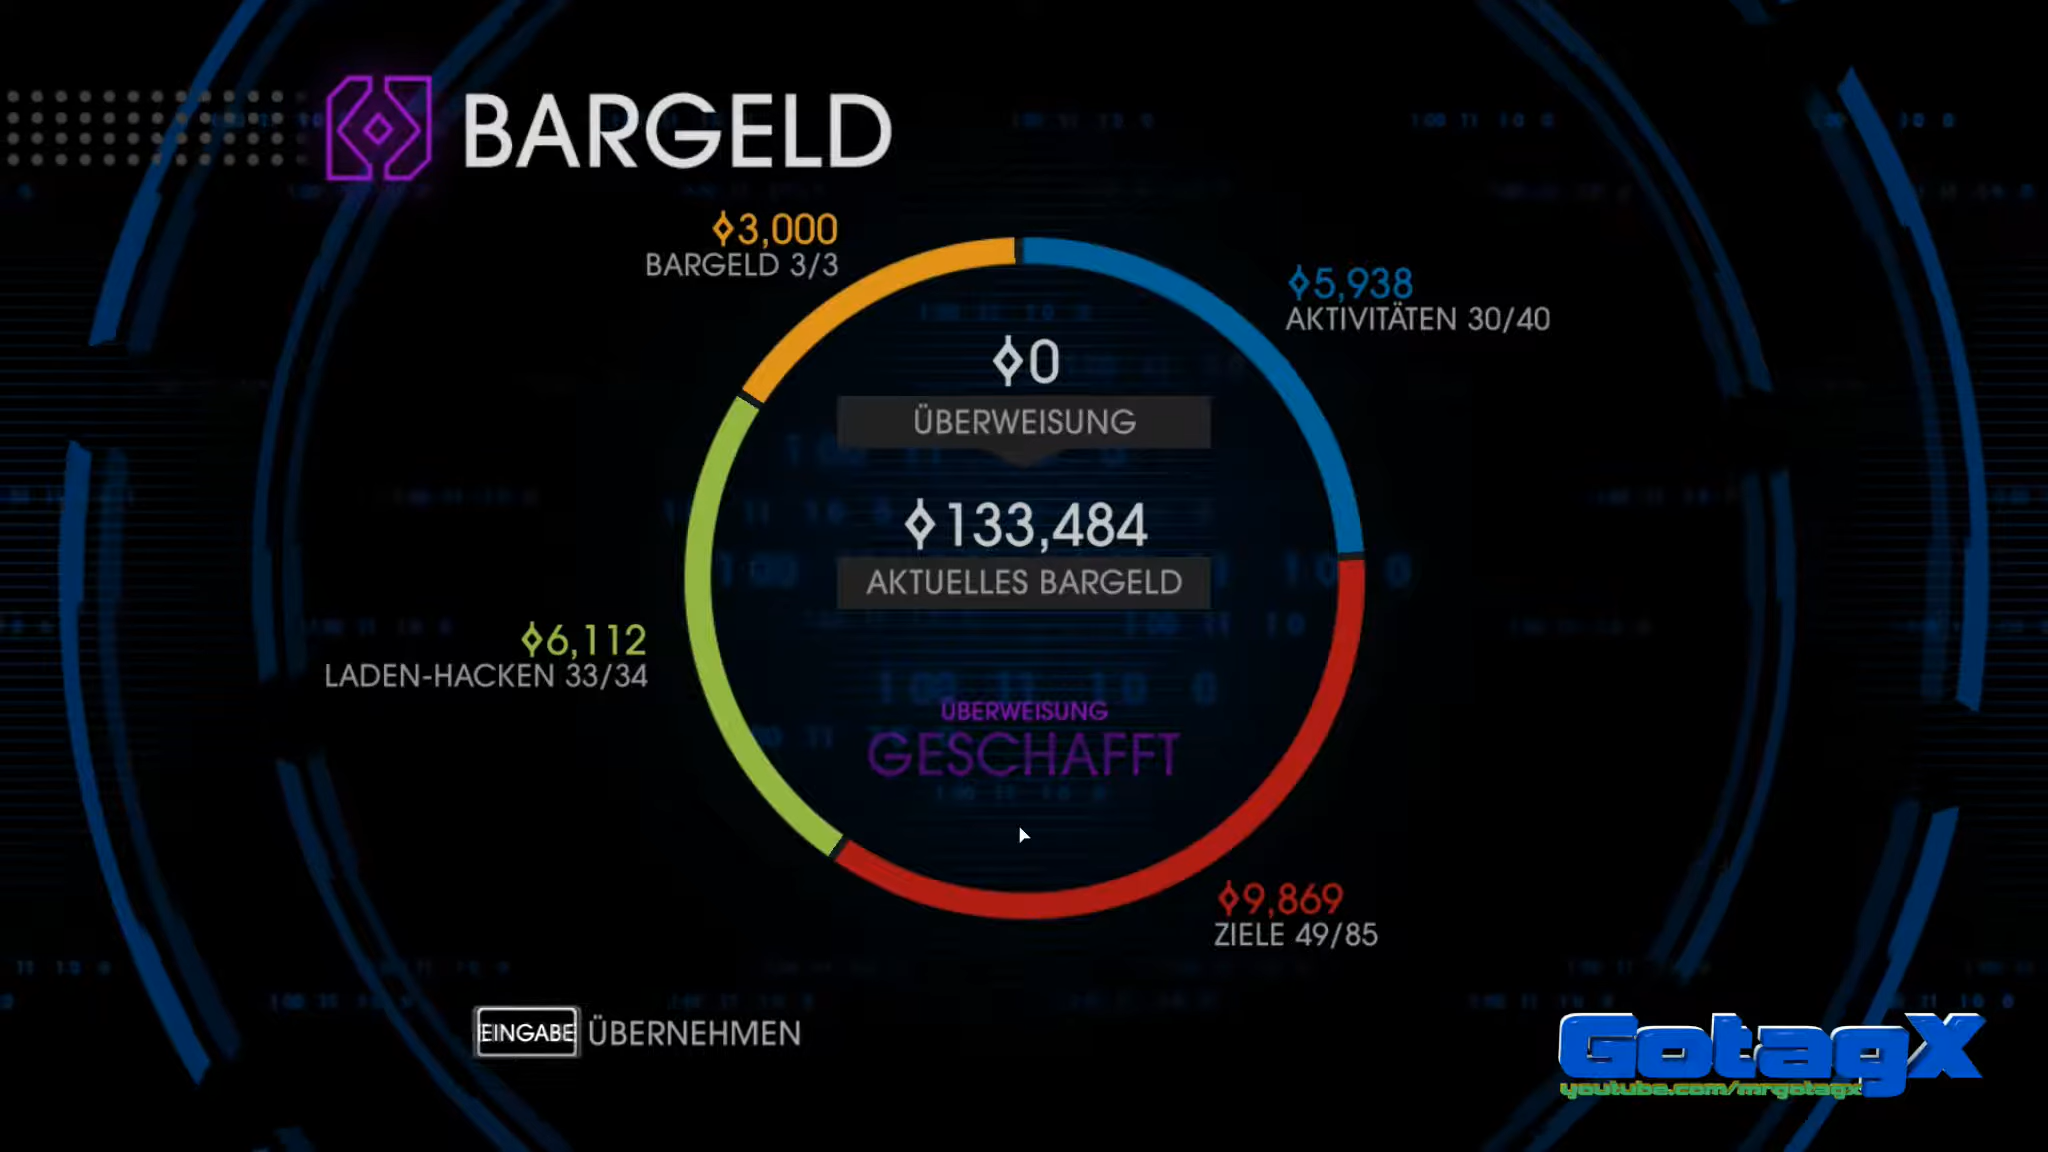 BARGELD
3,000
BARGELD 3/3
5,938
AKTIVITÄTEN 30/40
0
ÜBERWEISUNG
133,484
AKTUELLES BARGELD
6,112
LADEN-HACKEN 33/34
ÜBERWEISUNG
GESCHAFFT
9,869
ZIELE 49/85
EINGABE ÜBERNEHMEN
GotagX
youtube.com/mrgotagx